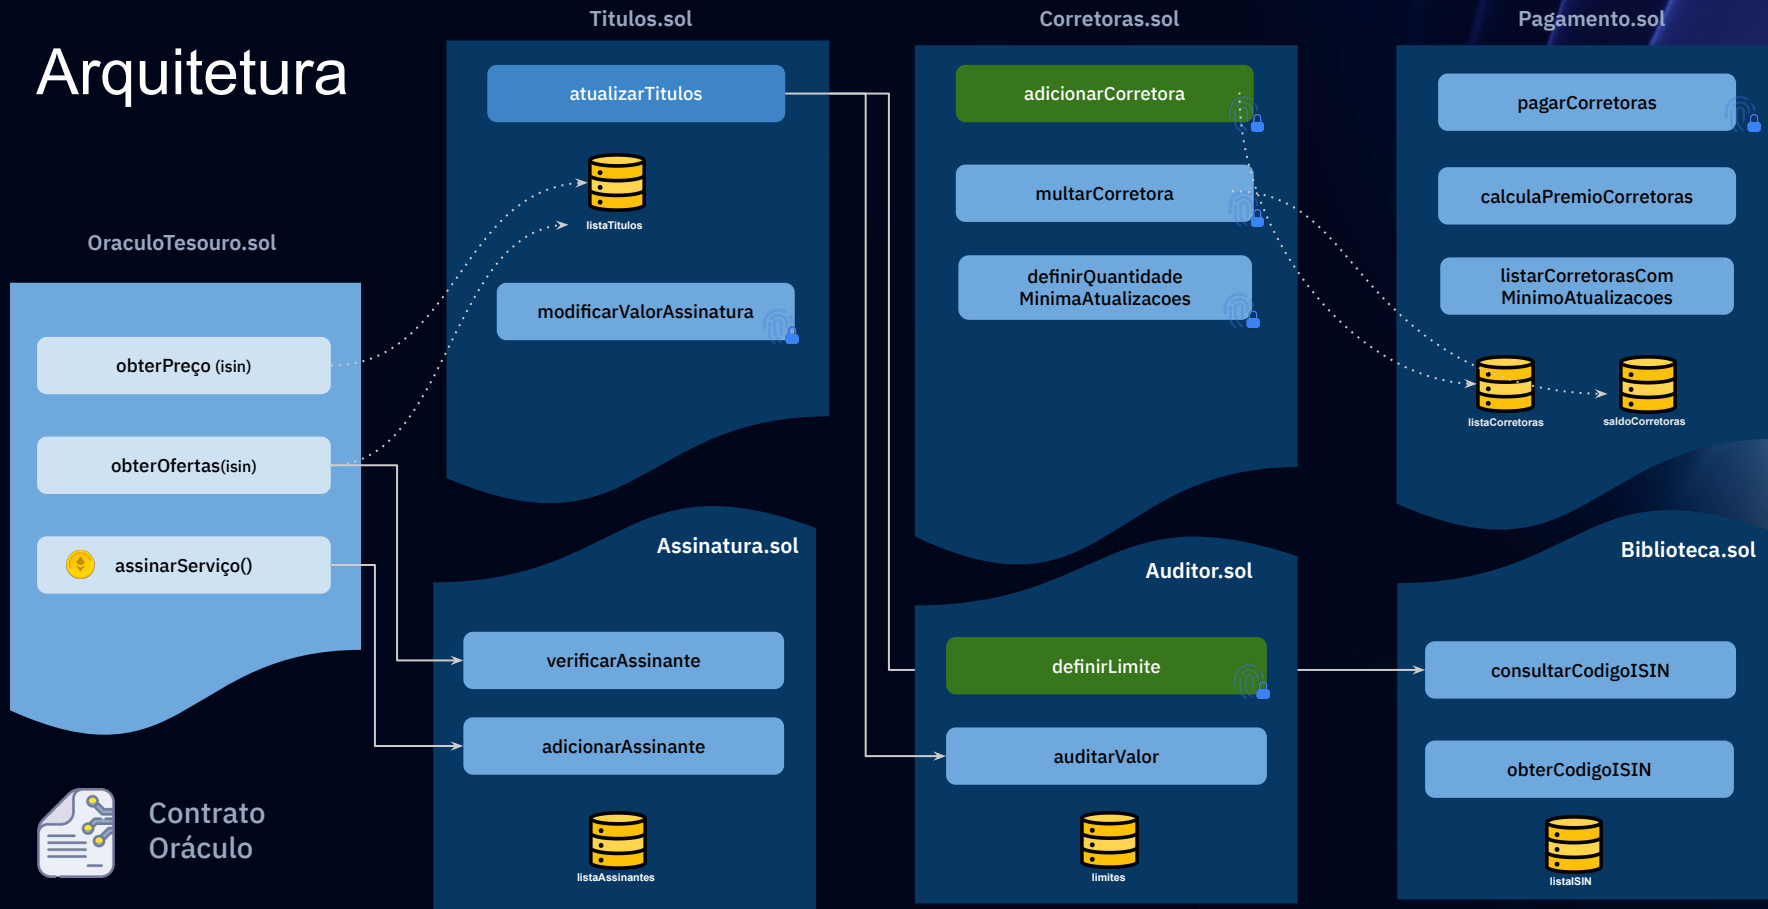 Arquitetura
Titulos.sol
atualizarTitulos
listaTitulos
modificarValorAssinatura
Corretoras.sol
adicionarCorretora
multarCorretora
definirQuantidade
MinimaAtualizacoes
Pagamento.sol
pagarCorretoras
calculaPremioCorretoras
listarCorretorasCom
MinimoAtualizacoes
listaCorretoras
saldoCorretoras
OraculoTesouro.sol
obterPreço (isin)
obterOfertas(isin)
assinarServiço()
Assinatura.sol
verificarAssinante
adicionarAssinante
listaAssinantes
Auditor.sol
definirLimite
auditarValor
limites
Biblioteca.sol
consultarCodigoISIN
obterCodigoISIN
listaISIN
Contrato
Oráculo